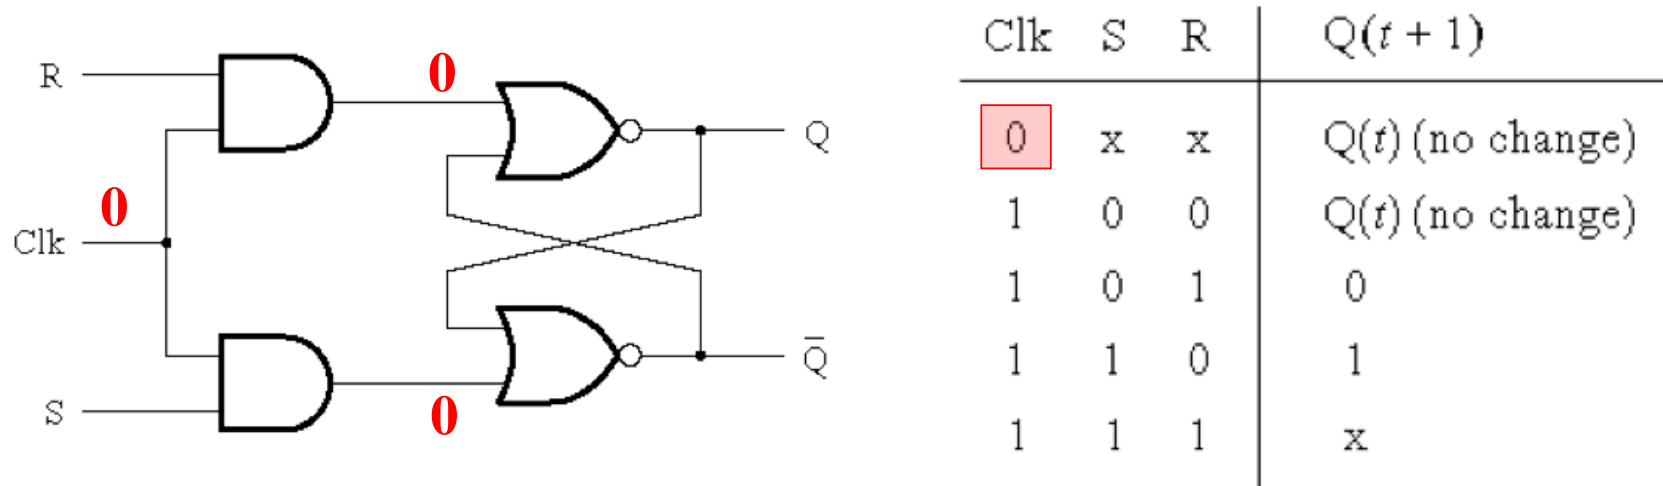 R
0
Q
0
Clk
Q̅
S
0
Clk S R Q(t + 1)
0 x x Q(t) (no change)
1 0 0 Q(t) (no change)
1 0 1 0
1 1 0 1
1 1 1 x